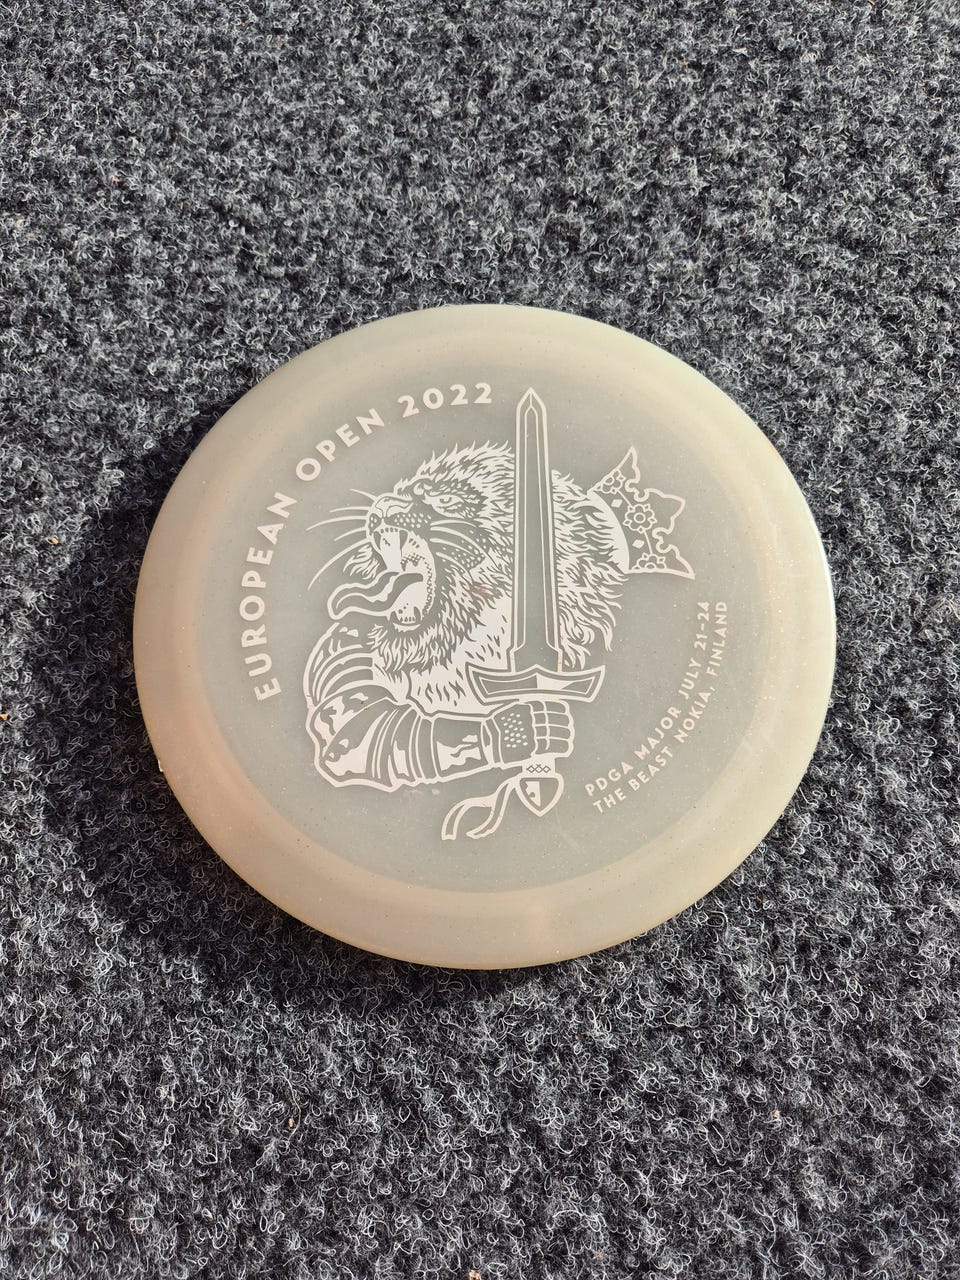 EUROPEAN OPEN 2022
PDGA MAJOR JULY 21-24
THE BEAST NOKIA, FINLAND